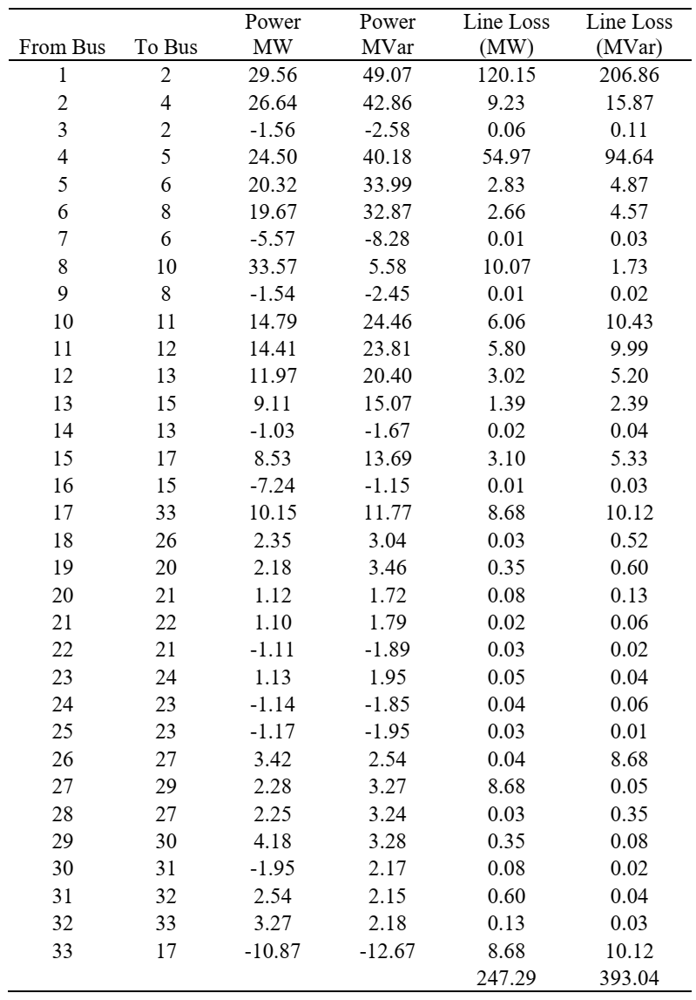 Power Power Line Loss Line Loss
From Bus To Bus MW MVar (MW) (MVar)
1 2 29.56 49.07 120.15 206.86
2 4 26.64 42.86 9.23 15.87
3 2 -1.56 -2.58 0.06 0.11
4 5 24.50 40.18 54.97 94.64
5 6 20.32 33.99 2.83 4.87
6 8 19.67 32.87 2.66 4.57
7 6 -5.57 -8.28 0.01 0.03
8 10 33.57 5.58 10.07 1.73
9 8 -1.54 -2.45 0.01 0.02
10 11 14.79 24.46 6.06 10.43
11 12 14.41 23.81 5.80 9.99
12 13 11.97 20.40 3.02 5.20
13 15 9.11 15.07 1.39 2.39
14 13 -1.03 -1.67 0.02 0.04
15 17 8.53 13.69 3.10 5.33
16 15 -7.24 -1.15 0.01 0.03
17 33 10.15 11.77 8.68 10.12
18 26 2.35 3.04 0.03 0.52
19 20 2.18 3.46 0.35 0.60
20 21 1.12 1.72 0.08 0.13
21 22 1.10 1.79 0.02 0.06
22 21 -1.11 -1.89 0.03 0.02
23 24 1.13 1.95 0.05 0.04
24 23 -1.14 -1.85 0.04 0.06
25 23 -1.17 -1.95 0.03 0.01
26 27 3.42 2.54 0.04 8.68
27 29 2.28 3.27 8.68 0.05
28 27 2.25 3.24 0.03 0.35
29 30 4.18 3.28 0.35 0.08
30 31 -1.95 2.17 0.08 0.02
31 32 2.54 2.15 0.60 0.04
32 33 3.27 2.18 0.13 0.03
33 17 -10.87 -12.67 8.68 10.12
247.29 393.04